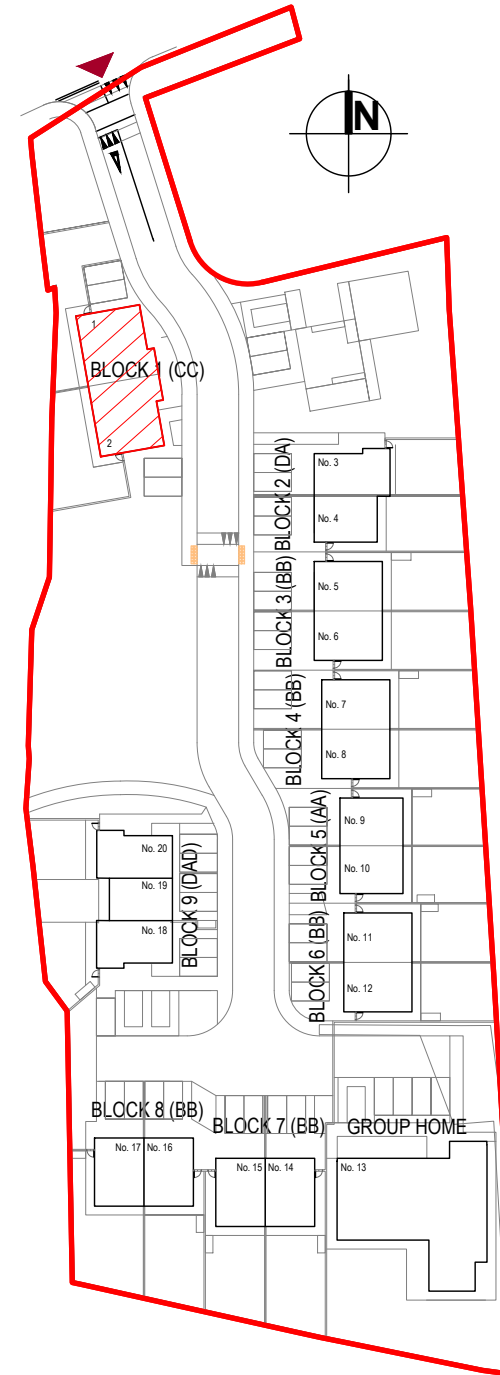 N
1
BLOCK 1 (CC)
2
BLOCK 2 (DA)
No. 3
No. 4
BLOCK 3 (BB)
No. 5
No. 6
BLOCK 4 (BB)
No. 7
No. 8
BLOCK 5 (AA)
No. 9
No. 10
BLOCK 9 (DAD)
No. 20
No. 19
No. 18
BLOCK 6 (BB)
No. 11
No. 12
BLOCK 8 (BB)
No. 17
No. 16
BLOCK 7 (BB)
No. 15
No. 14
GROUP HOME
No. 13